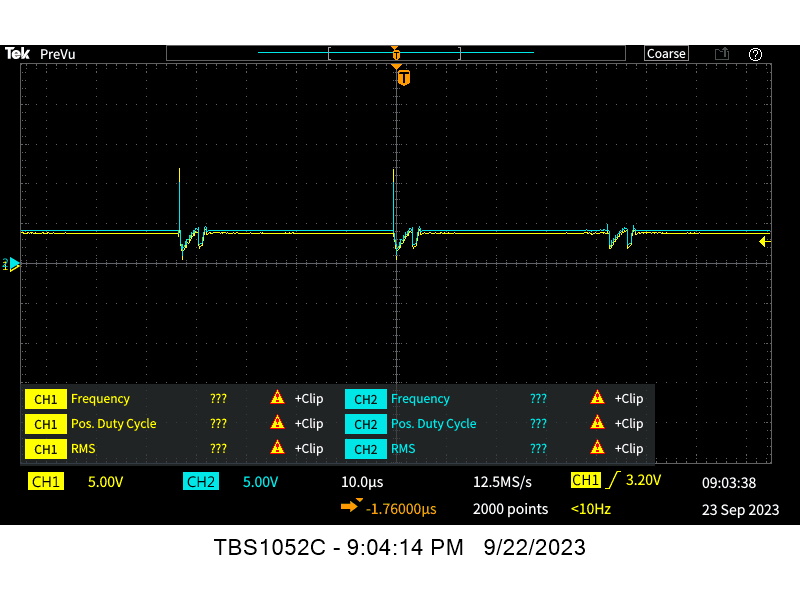 Tek PreVu Coarse
T
T
2
CH1 Frequency ??? +Clip CH2 Frequency ??? +Clip
CH1 Pos. Duty Cycle ??? +Clip CH2 Pos. Duty Cycle ??? +Clip
CH1 RMS ??? +Clip CH2 RMS ??? +Clip
CH1 5.00V CH2 5.00V 10.0µs 12.5MS/s CH1 3.20V 09:03:38
-1.76000µs 2000 points <10Hz 23 Sep 2023
TBS1052C - 9:04:14 PM 9/22/2023